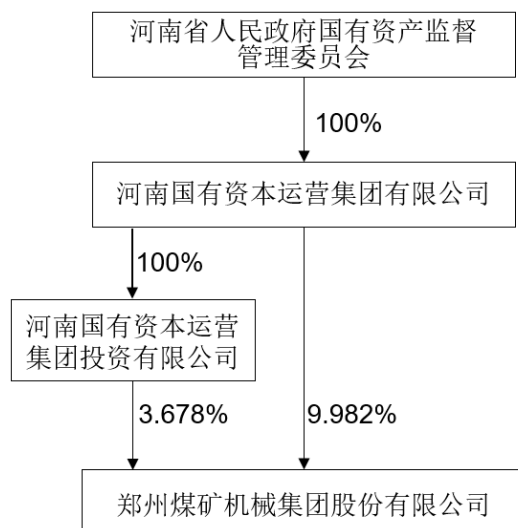 河南省人民政府国有资产监督
管理委员会
100%
河南国有资本运营集团有限公司
100%
河南国有资本运营
集团投资有限公司
3.678%
9.982%
郑州煤矿机械集团股份有限公司